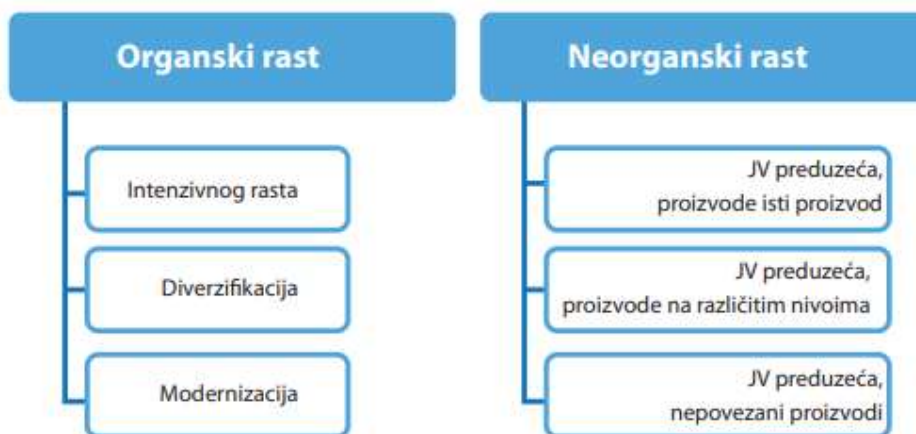 Organski rast
Intenzivnog rasta
Diverzifikacija
Modernizacija
Neorganski rast
JV preduzeća,
proizvode isti proizvod
JV preduzeća,
proizvode na različitim nivoima
JV preduzeća,
nepovezani proizvodi